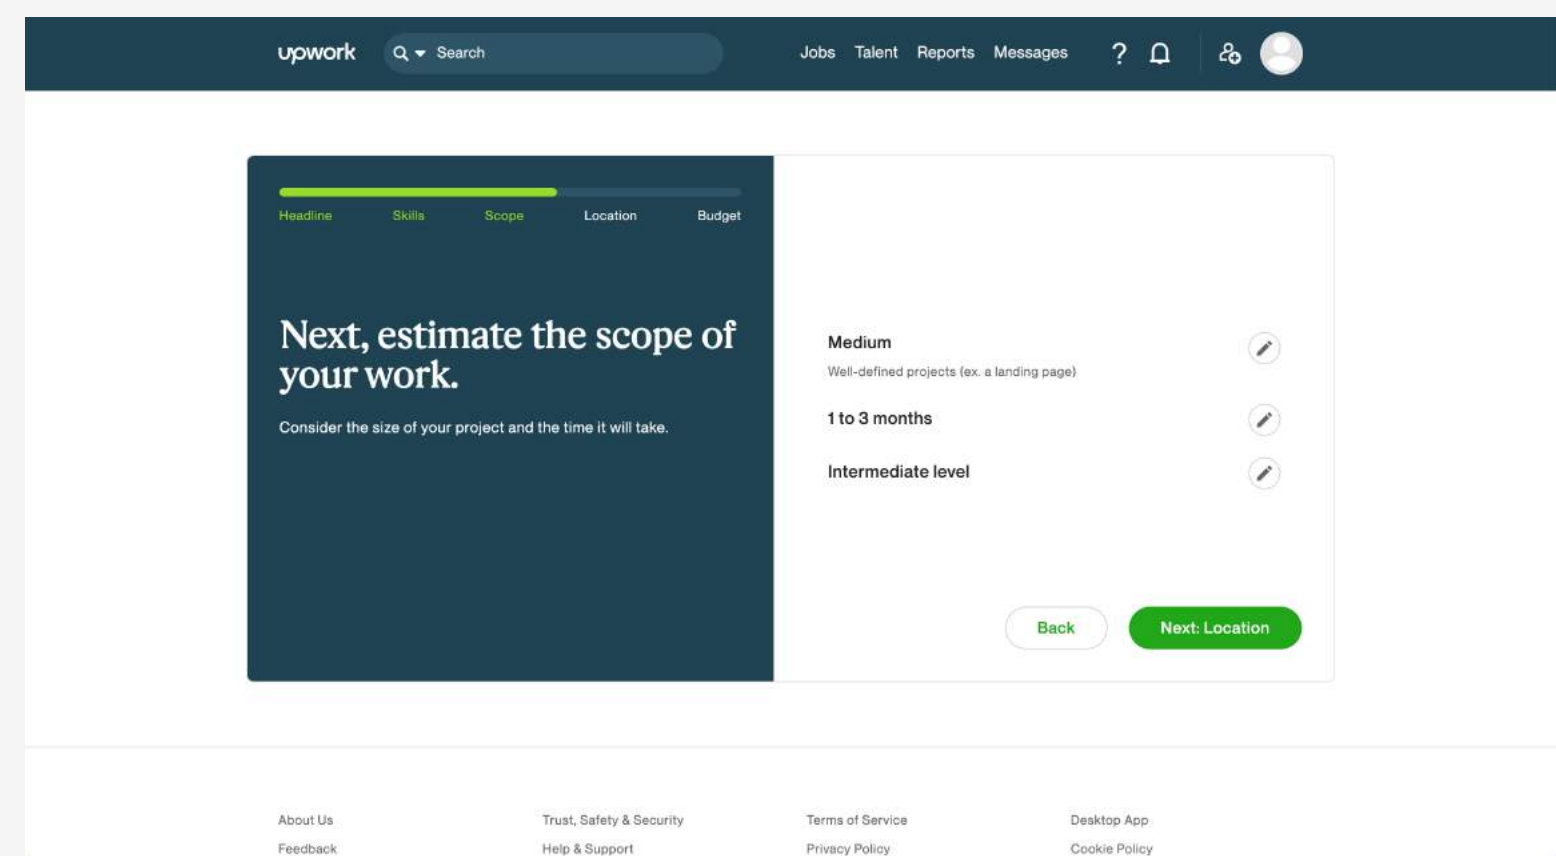 upwork
Search
Jobs Talent Reports Messages ?
Headline Skills Scope Location Budget
Next, estimate the scope of
your work.
Consider the size of your project and the time it will take.
Medium
Well-defined projects (ex. a landing page)
1 to 3 months
Intermediate level
Back
Next: Location
About Us Trust, Safety & Security Terms of Service Desktop App
Feedback Help & Support Privacy Policy Cookie Policy